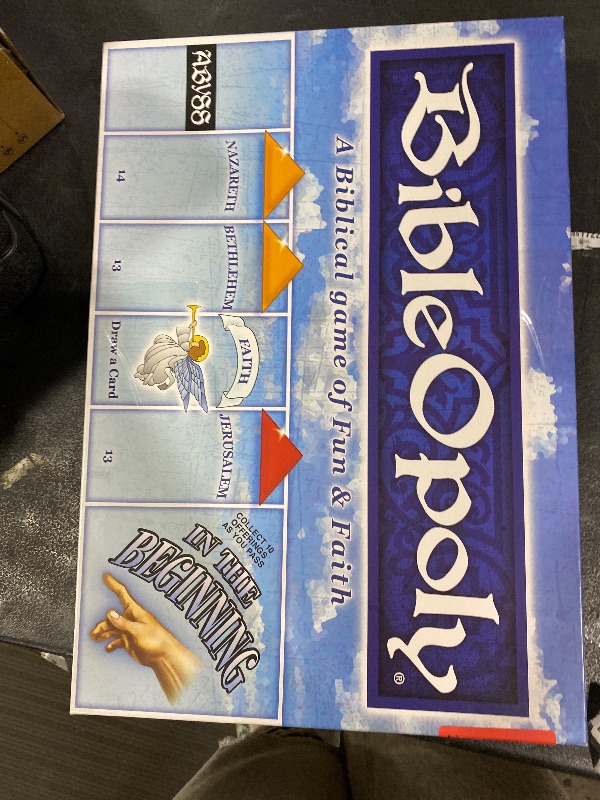 BibleOpoly®
A Biblical game of Fun & Faith
ABYSS
NAZARETH
14
BETHLEHEM
13
FAITH
Draw a Card
JERUSALEM
13
COLLECT 10
OFFERINGS
AS YOU PASS
IN THE
BEGINNING